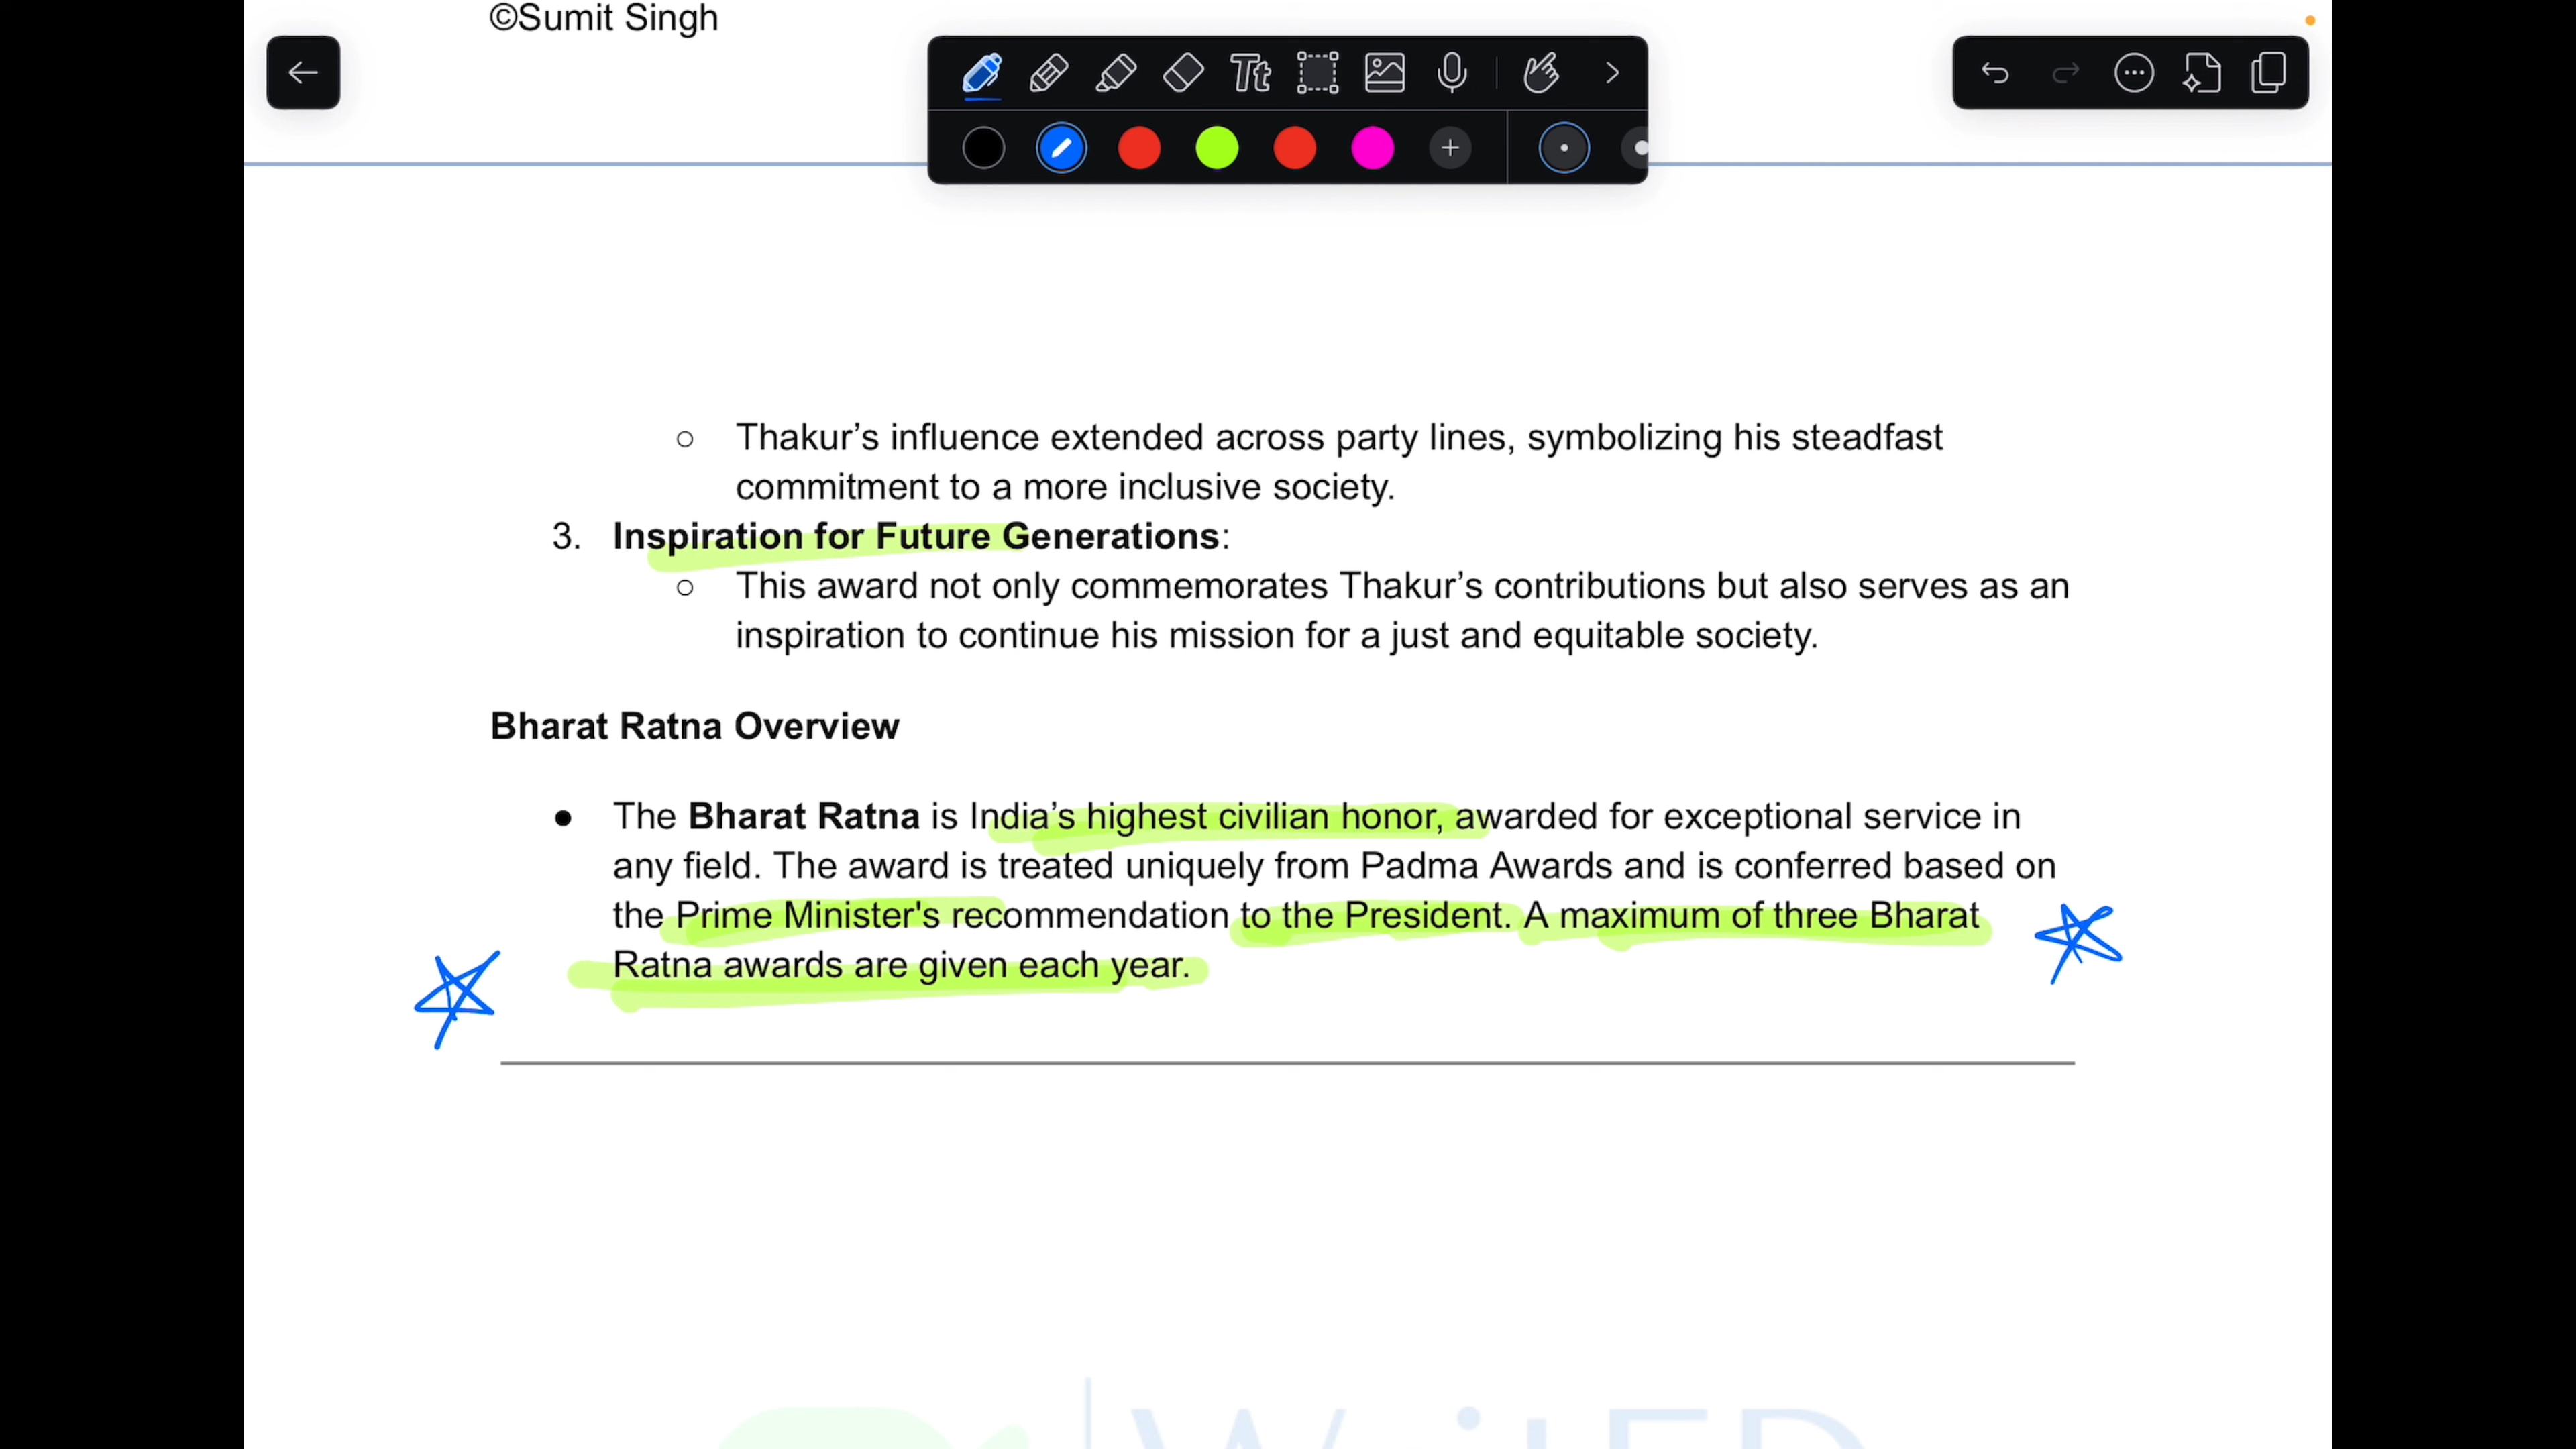 ©Sumit Singh
Tt
○ Thakur’s influence extended across party lines, symbolizing his steadfast
commitment to a more inclusive society.
3. Inspiration for Future Generations:
○ This award not only commemorates Thakur’s contributions but also serves as an
inspiration to continue his mission for a just and equitable society.
Bharat Ratna Overview
● The Bharat Ratna is India’s highest civilian honor, awarded for exceptional service in
any field. The award is treated uniquely from Padma Awards and is conferred based on
the Prime Minister's recommendation to the President. A maximum of three Bharat
Ratna awards are given each year.